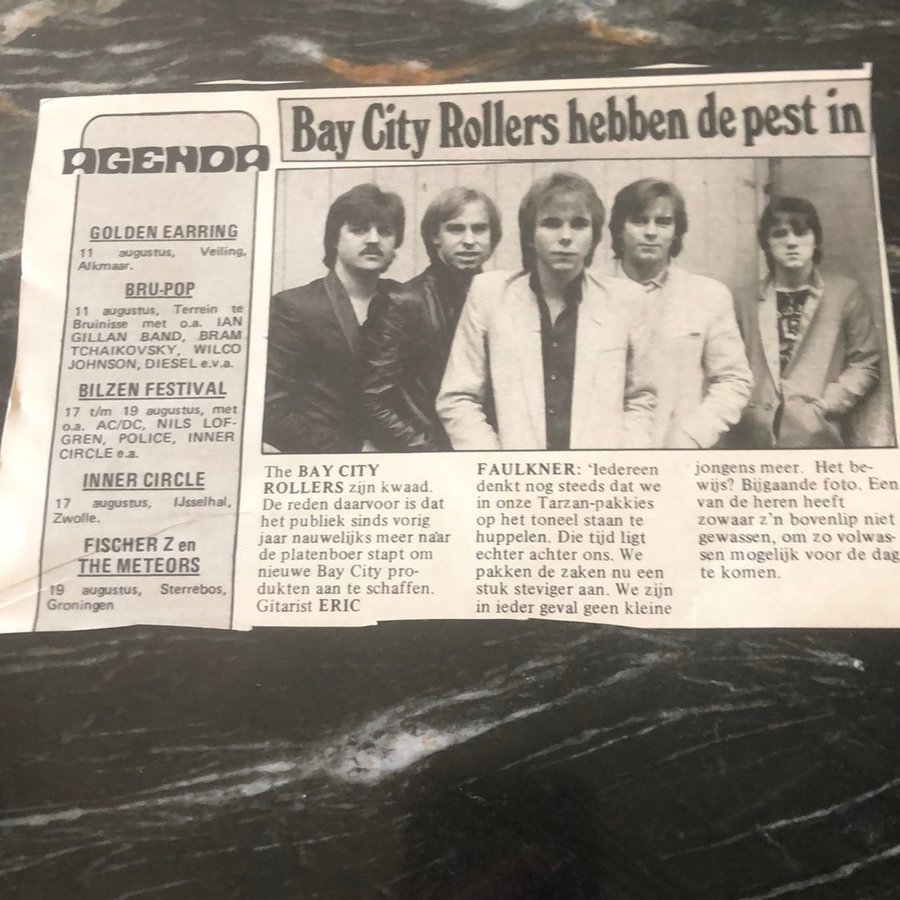 AGENDA
GOLDEN EARRING
11 augustus, Veiling,
Alkmaar.
BRU-POP
11 augustus, Terrein te
Bruinisse met o.a. IAN
GILLAN BAND, BRAM
TCHAIKOVSKY, WILCO
JOHNSON, DIESEL e.v.a.
BILZEN FESTIVAL
17 t/m 19 augustus, met
o.a. AC/DC, NILS LOF-
GREN, POLICE, INNER
CIRCLE e.a.
INNER CIRCLE
17 augustus, IJsselhal,
Zwolle.
FISCHER Z en
THE METEORS
19 augustus, Sterrebos,
Groningen
Bay City Rollers hebben de pest in
The BAY CITY
ROLLERS zijn kwaad.
De reden daarvoor is dat
het publiek sinds vorig
jaar nauwelijks meer naar
de platenboer stapt om
nieuwe Bay City pro-
dukten aan te schaffen.
Gitarist ERIC
FAULKNER: 'Iedereen
denkt nog steeds dat we
in onze Tarzan-pakkies
op het toneel staan te
huppelen. Die tijd ligt
echter achter ons. We
pakken de zaken nu een
stuk steviger aan. We zijn
in ieder geval geen kleine
jongens meer. Het be-
wijs? Bijgaande foto. Een
van de heren heeft
zowaar z'n bovenlip niet
gewassen, om zo volwas-
sen mogelijk voor de dag
te komen.